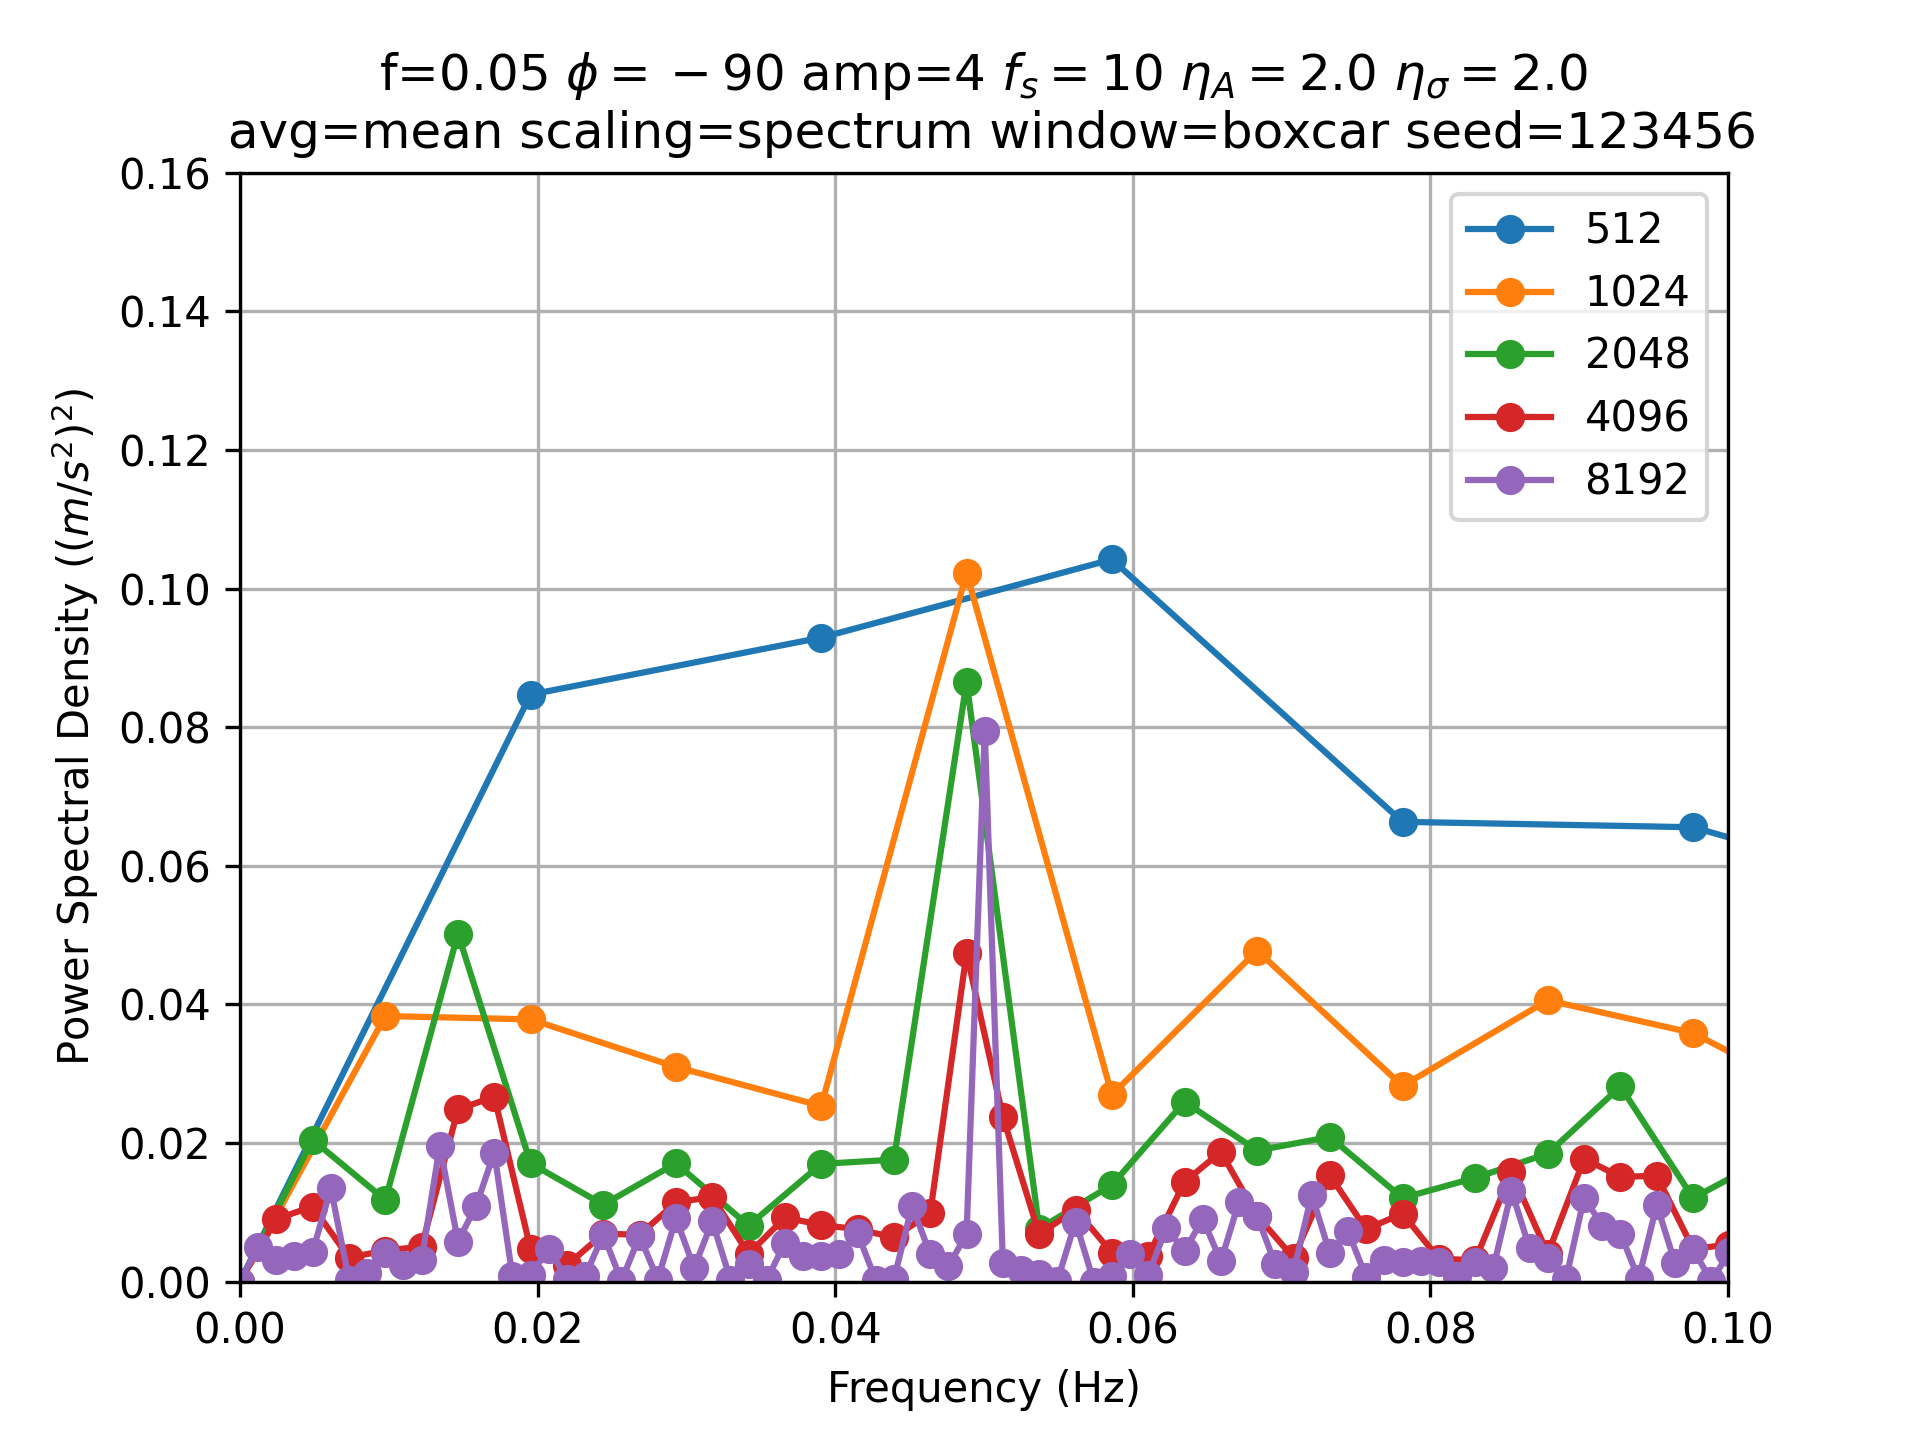 f=0.05 ϕ = −90 amp=4 fₛ = 10 η_A = 2.0 η_σ = 2.0
avg=mean scaling=spectrum window=boxcar seed=123456
Power Spectral Density ((m/s²)²)
0.16
0.14
0.12
0.10
0.08
0.06
0.04
0.02
0.00
512
1024
2048
4096
8192
0.00 0.02 0.04 0.06 0.08 0.10
Frequency (Hz)